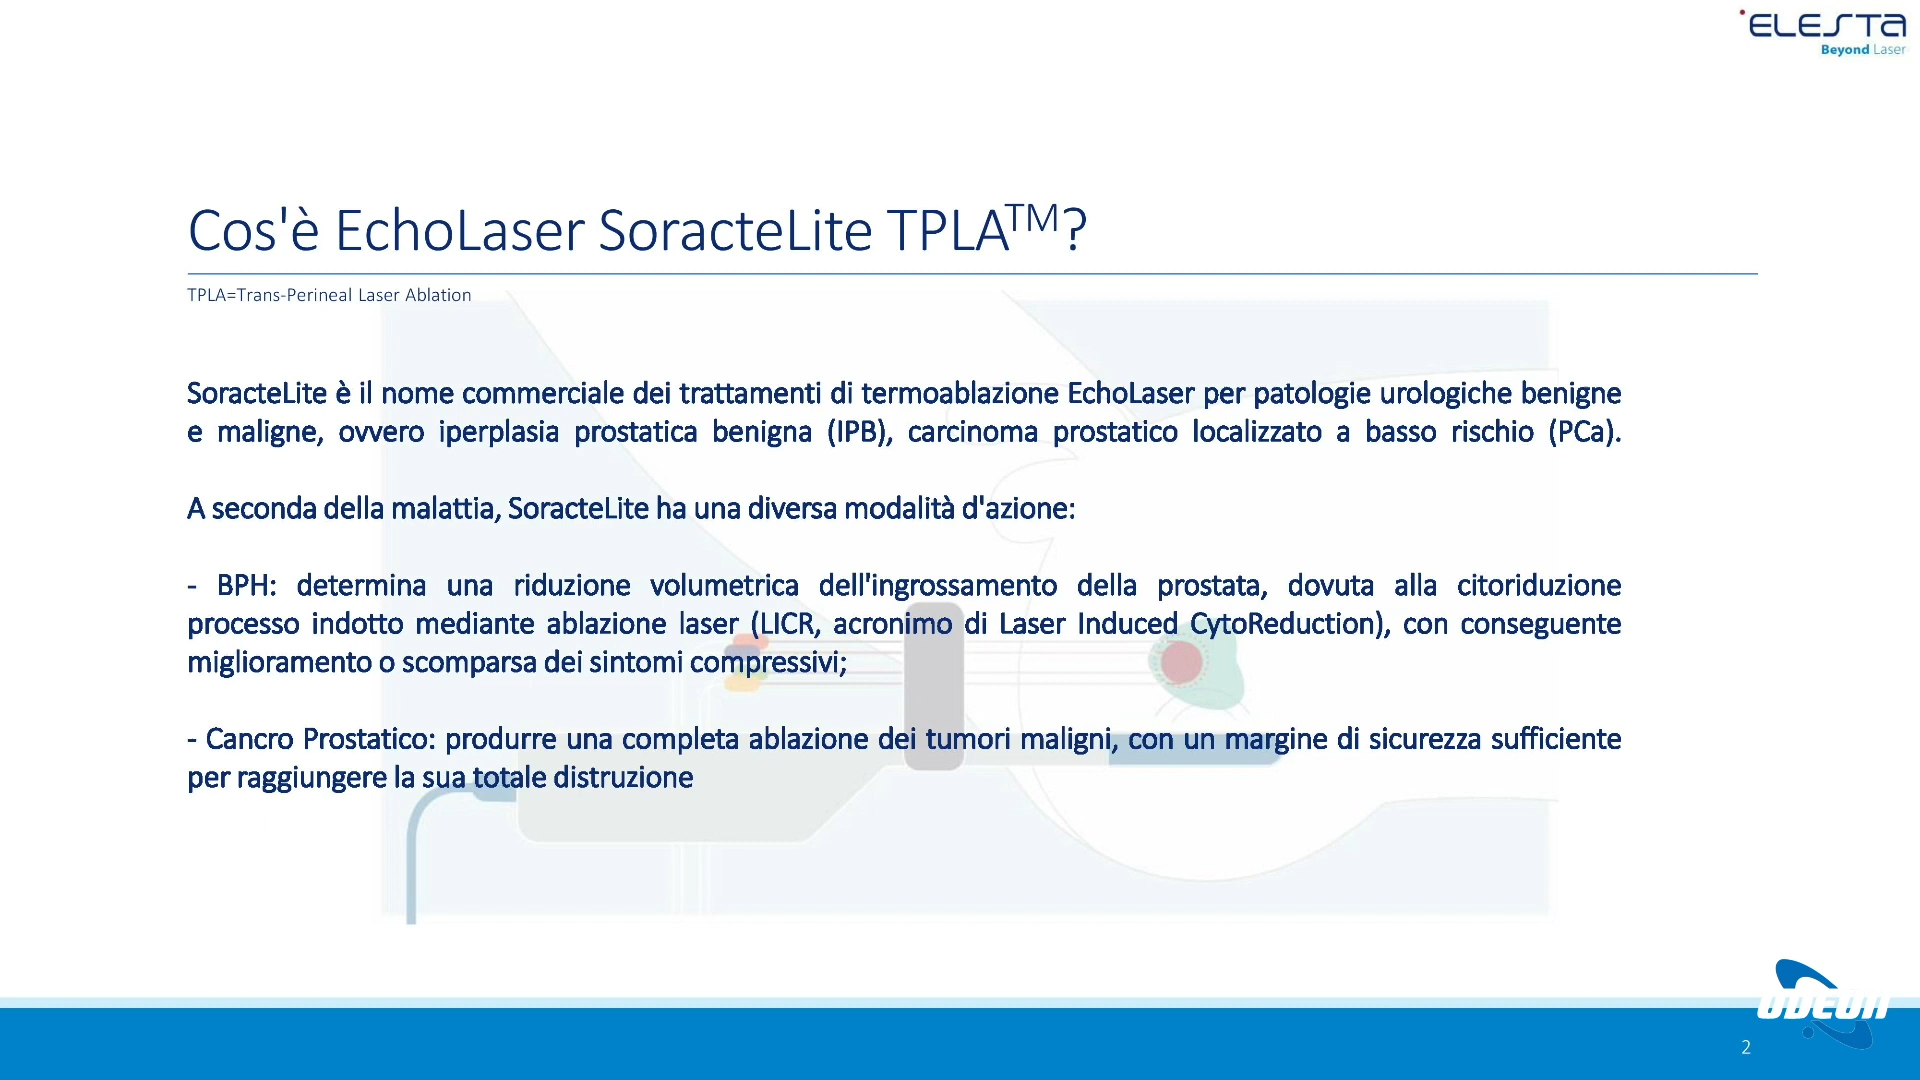 ELESTA
Beyond Laser
Cos'è EchoLaser SoracteLite TPLA™?
TPLA=Trans-Perineal Laser Ablation
SoracteLite è il nome commerciale dei trattamenti di termoablazione EchoLaser per patologie urologiche benigne
e maligne, ovvero iperplasia prostatica benigna (IPB), carcinoma prostatico localizzato a basso rischio (PCa).
A seconda della malattia, SoracteLite ha una diversa modalità d'azione:
- BPH: determina una riduzione volumetrica dell'ingrossamento della prostata, dovuta alla citoriduzione
processo indotto mediante ablazione laser (LICR, acronimo di Laser Induced CytoReduction), con conseguente
miglioramento o scomparsa dei sintomi compressivi;
- Cancro Prostatico: produrre una completa ablazione dei tumori maligni, con un margine di sicurezza sufficiente
per raggiungere la sua totale distruzione
ODEON
2